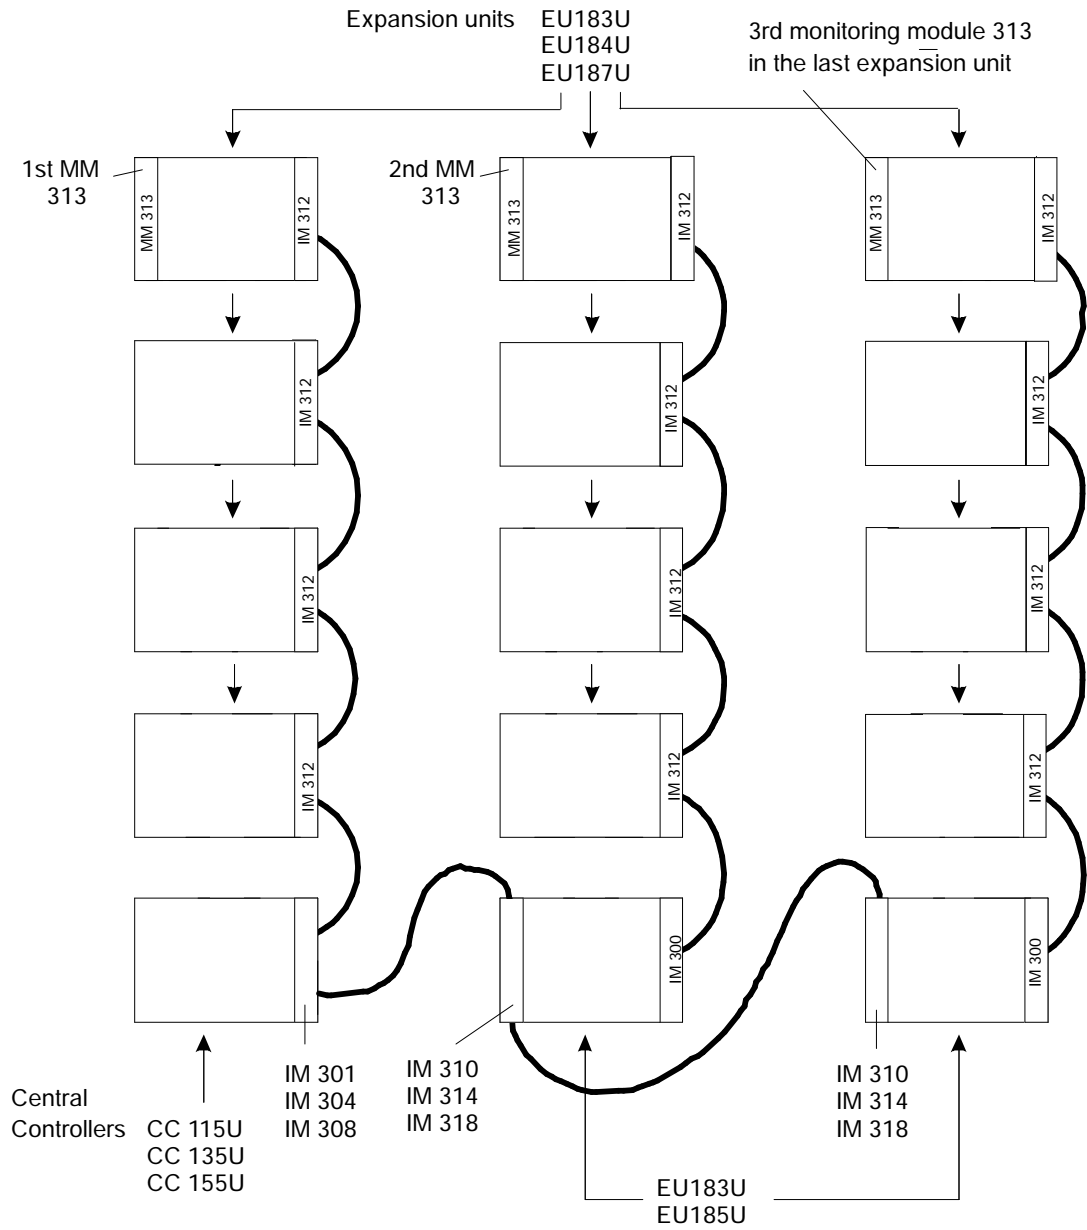 Expansion units EU183U
EU184U
EU187U
3rd monitoring module 313
in the last expansion unit
1st MM
313
MM 313
IM 312
2nd MM
313
MM 313
IM 312
MM 313
IM 312
IM 312
IM 312
IM 312
IM 312
IM 312
IM 312
IM 312
IM 312
IM 312
IM 300
IM 300
Central
Controllers
CC 115U
CC 135U
CC 155U
IM 301
IM 304
IM 308
IM 310
IM 314
IM 318
IM 310
IM 314
IM 318
EU183U
EU185U